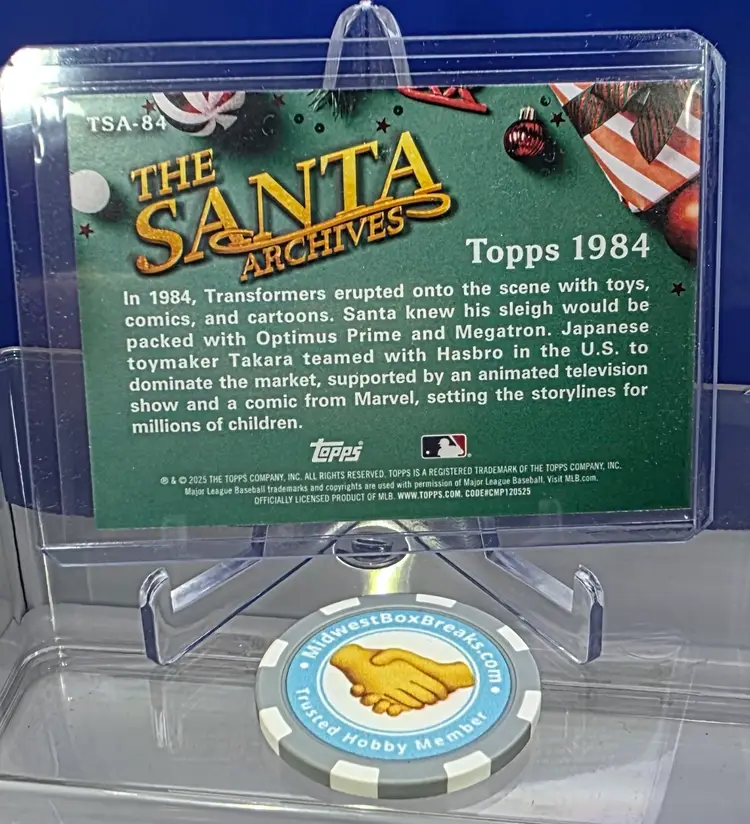 TSA-84
THE
SANTA
ARCHIVES
Topps 1984
In 1984, Transformers erupted onto the scene with toys,
comics, and cartoons. Santa knew his sleigh would be
packed with Optimus Prime and Megatron. Japanese
toymaker Takara teamed with Hasbro in the U.S. to
dominate the market, supported by an animated television
show and a comic from Marvel, setting the storylines for
millions of children.
Topps
® & © 2025 THE TOPPS COMPANY, INC. ALL RIGHTS RESERVED. TOPPS IS A REGISTERED TRADEMARK OF THE TOPPS COMPANY, INC.
Major League Baseball trademarks and copyrights are used with permission of Major League Baseball. Visit MLB.com.
OFFICIALLY LICENSED PRODUCT OF MLB. WWW.TOPPS.COM. CODE#CMP120525
• MidwestBoxBreaks.com •
Trusted Hobby Member